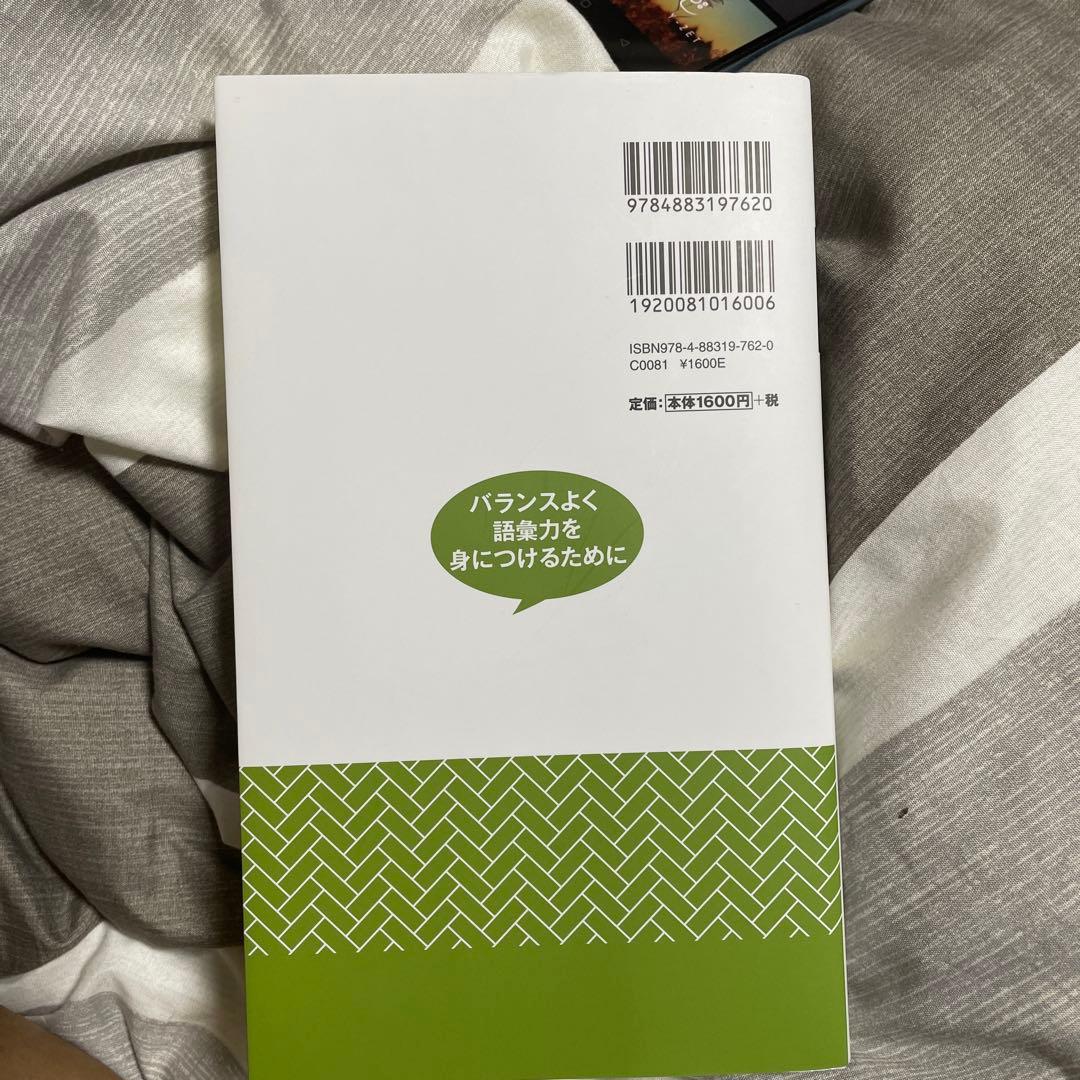 Y-ZET
9784883197620
1920081016006
ISBN978-4-88319-762-0
C0081 ¥1600E
定価：本体1600円+税
バランスよく
語彙力を
身につけるために